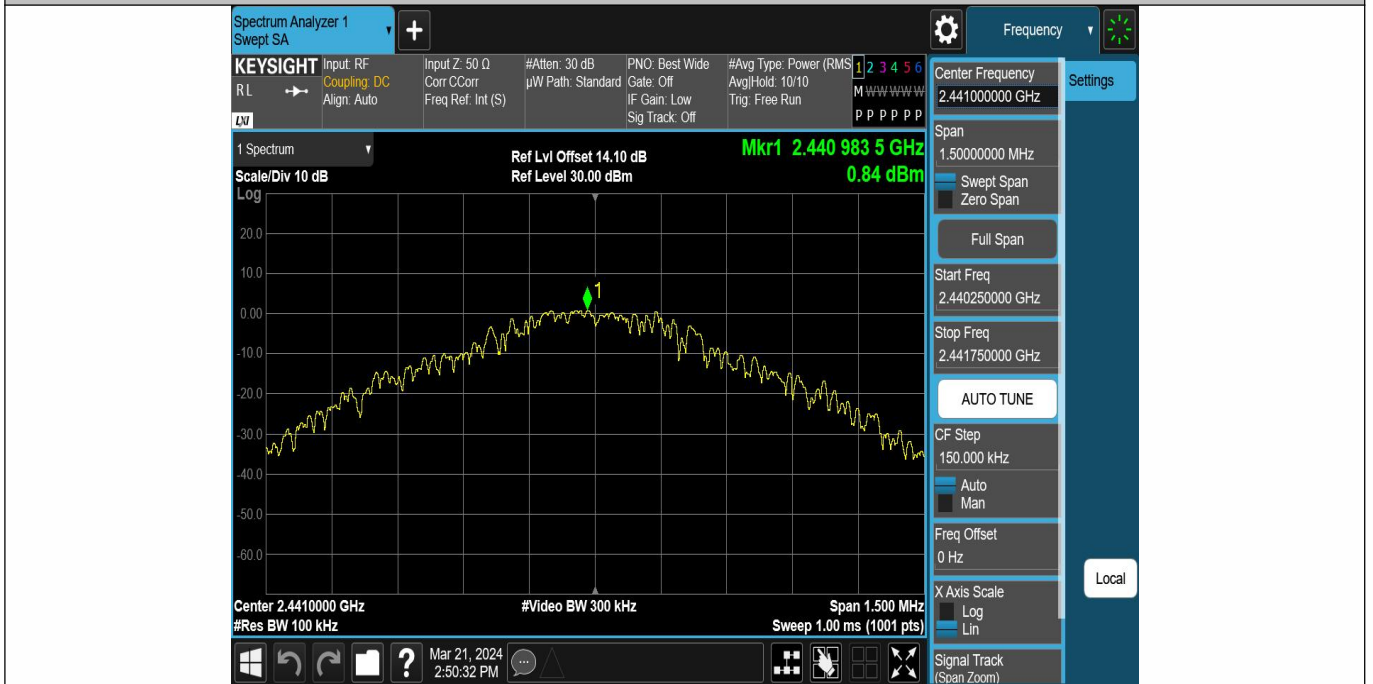 Spectrum Analyzer 1
Swept SA
+
Frequency
KEYSIGHT
RL
LXI
Input: RF
Coupling: DC
Align: Auto
Input Z: 50 Ω
Corr CCorr
Freq Ref: Int (S)
#Atten: 30 dB
µW Path: Standard
PNO: Best Wide
Gate: Off
IF Gain: Low
Sig Track: Off
#Avg Type: Power (RMS
Avg|Hold: 10/10
Trig: Free Run
1 2 3 4 5 6
M W W W W W
P P P P P P
Center Frequency
2.441000000 GHz
Settings
Span
1.50000000 MHz
Swept Span
Zero Span
Full Span
Start Freq
2.440250000 GHz
Stop Freq
2.441750000 GHz
AUTO TUNE
CF Step
150.000 kHz
Auto
Man
Freq Offset
0 Hz
X Axis Scale
Log
Lin
Signal Track
(Span Zoom)
Local
1 Spectrum
Scale/Div 10 dB
Ref Lvl Offset 14.10 dB
Ref Level 30.00 dBm
Mkr1 2.440 983 5 GHz
0.84 dBm
Log
20.0
10.0
0.00
-10.0
-20.0
-30.0
-40.0
-50.0
-60.0
1
Center 2.4410000 GHz
#Res BW 100 kHz
#Video BW 300 kHz
Span 1.500 MHz
Sweep 1.00 ms (1001 pts)
?
Mar 21, 2024
2:50:32 PM